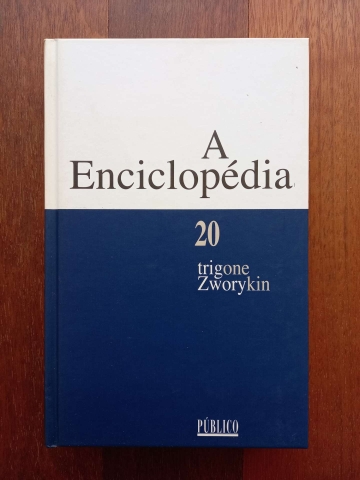 A
Enciclopédia
20
trigone
Zworykin
PÚBLICO